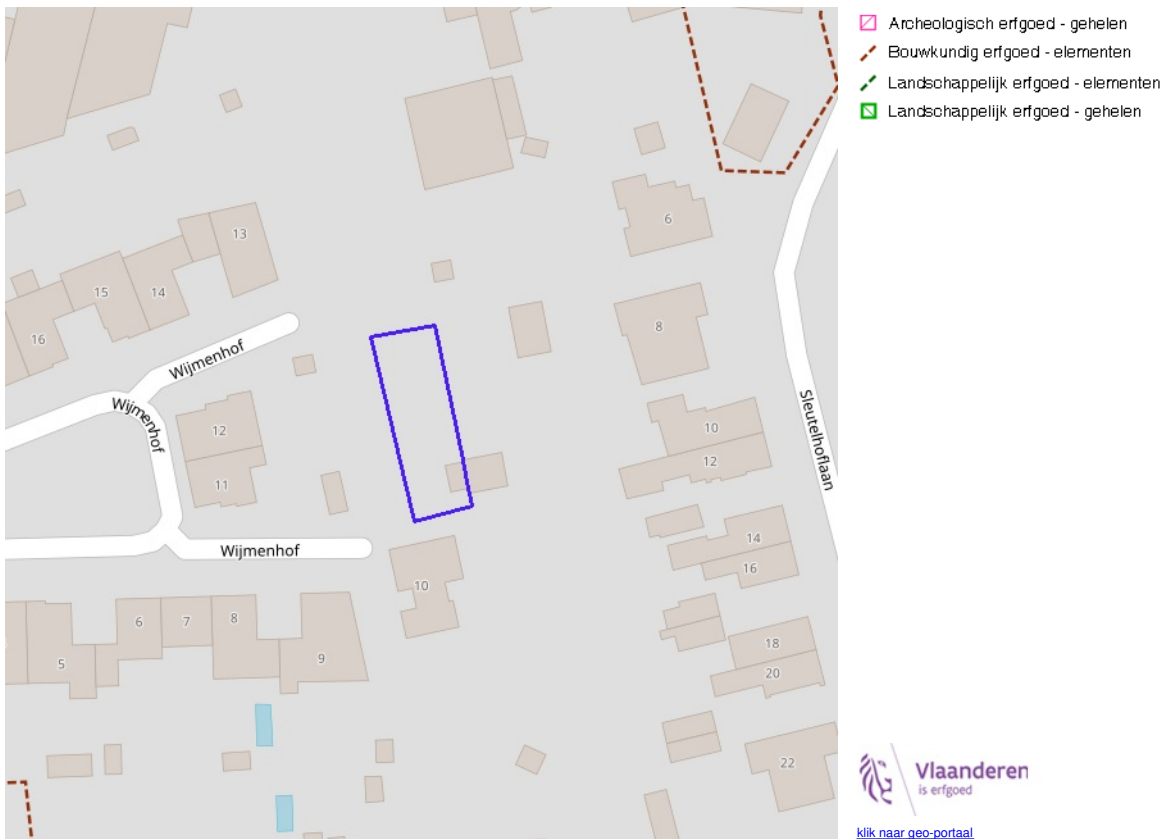 Archeologisch erfgoed - gehelen
Bouwkundig erfgoed - elementen
Landschappelijk erfgoed - elementen
Landschappelijk erfgoed - gehelen
6
13
15
14
16
8
Wijmenhof
Wijmenhof
12
11
10
12
Sleutelhoflaan
Wijmenhof
14
16
10
6
7
8
5
9
18
20
22
Vlaanderen
is erfgoed
klik naar geo-portaal